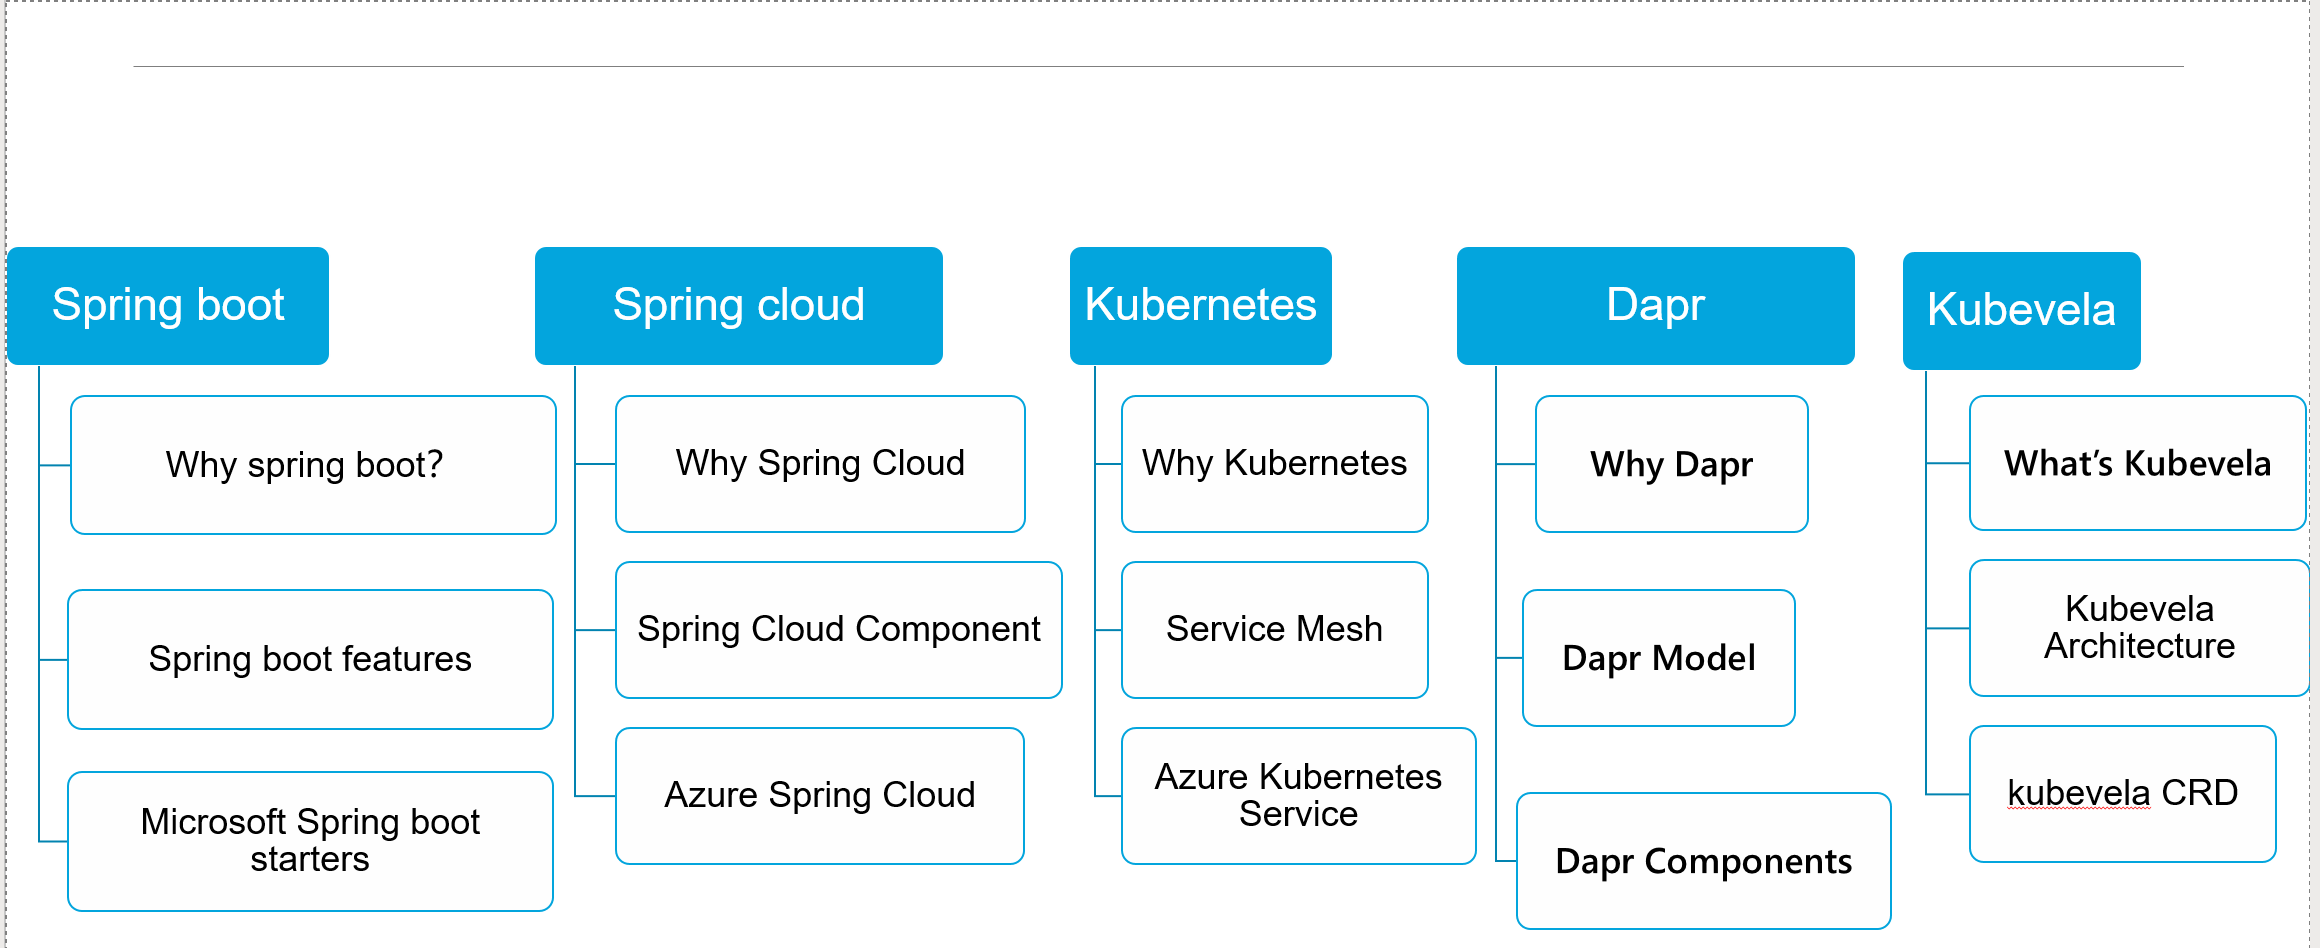 Spring boot
Why spring boot?
Spring boot features
Microsoft Spring boot
starters
Spring cloud
Why Spring Cloud
Spring Cloud Component
Azure Spring Cloud
Kubernetes
Why Kubernetes
Service Mesh
Azure Kubernetes
Service
Dapr
Why Dapr
Dapr Model
Dapr Components
Kubevela
What’s Kubevela
Kubevela
Architecture
kubevela CRD